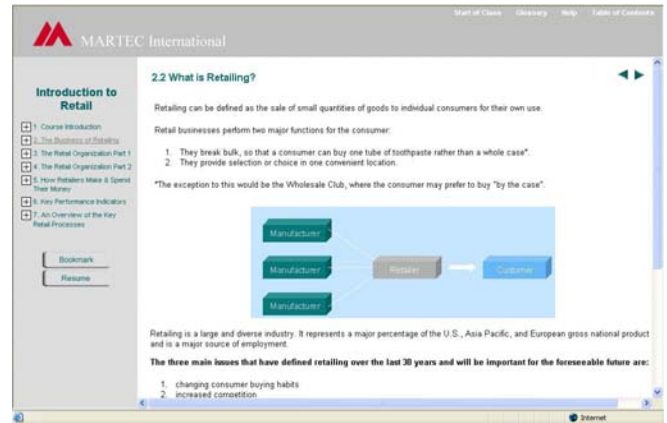 Start of Class Glossary Help Table of Contents
MARTEC International
Introduction to
Retail
1. Course Introduction
2. The Business of Retailing
3. The Retail Organization Part 1
4. The Retail Organization Part 2
5. How Retailers Make & Spend
Their Money
6. Key Performance Indicators
7. An Overview of the Key
Retail Processes
Bookmark
Resume
2.2 What is Retailing?
Retailing can be defined as the sale of small quantities of goods to individual consumers for their own use.
Retail businesses perform two major functions for the consumer:
1. They break bulk, so that a consumer can buy one tube of toothpaste rather than a whole case*.
2. They provide selection or choice in one convenient location.
*The exception to this would be the Wholesale Club, where the consumer may prefer to buy "by the case".
Manufacturer
Manufacturer
Retailer
Customer
Manufacturer
Retailing is a large and diverse industry. It represents a major percentage of the U.S., Asia Pacific, and European gross national product
and is a major source of employment.
The three main issues that have defined retailing over the last 30 years and will be important for the foreseeable future are:
1. changing consumer buying habits
2. increased competition
Internet